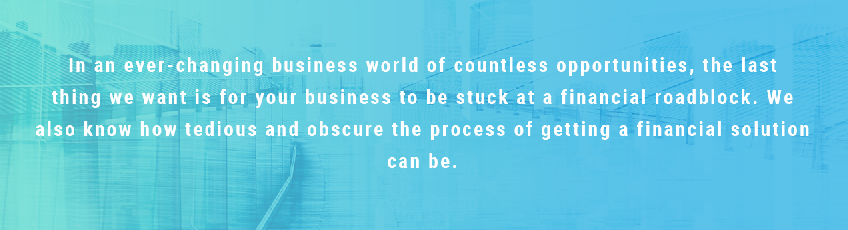 In an ever-changing business world of countless opportunities, the last
thing we want is for your business to be stuck at a financial roadblock. We
also know how tedious and obscure the process of getting a financial solution
can be.